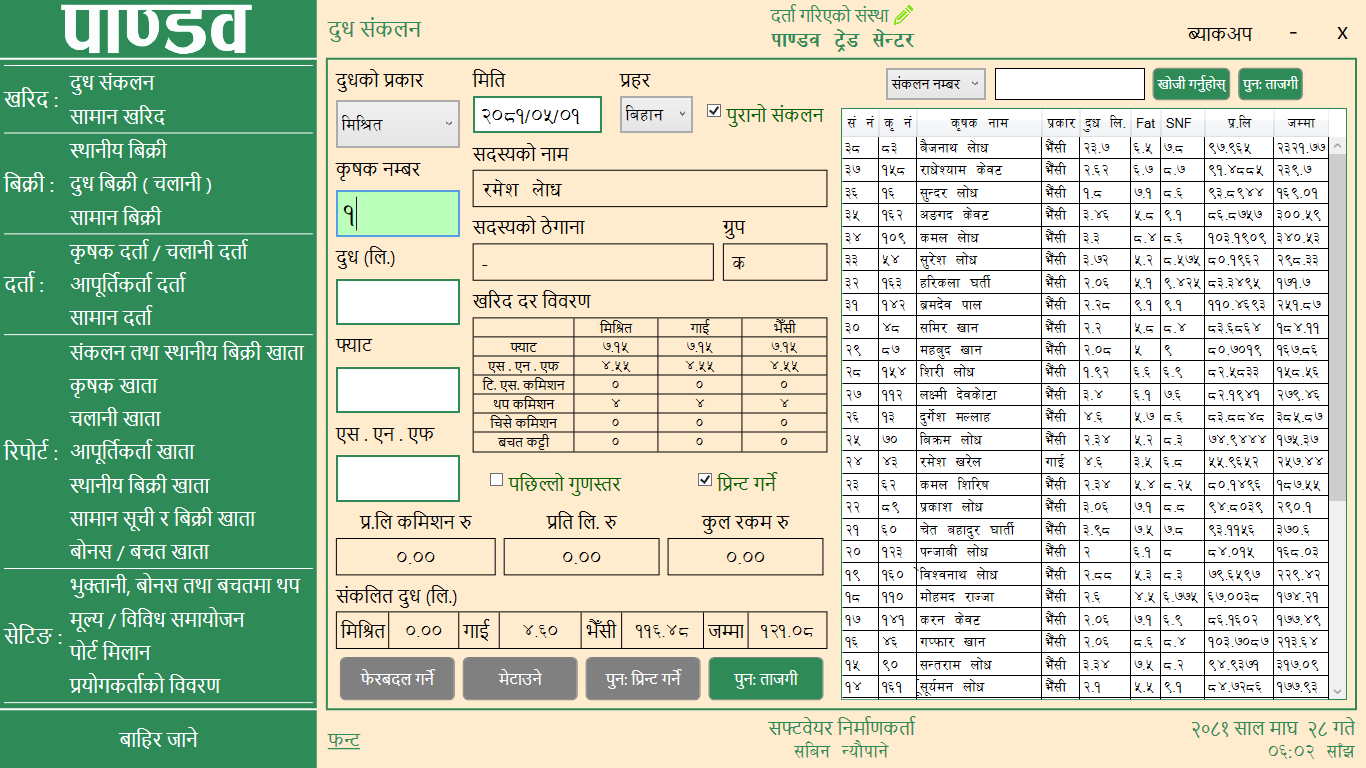 पाण्डव
खरिद :
दुध संकलन
सामान खरिद
बिक्री :
स्थानीय बिक्री
दुध बिक्री ( चलानी )
सामान बिक्री
दर्ता :
कृषक दर्ता / चलानी दर्ता
आपूर्तिकर्ता दर्ता
सामान दर्ता
रिपोर्ट :
संकलन तथा स्थानीय बिक्री खाता
कृषक खाता
चलानी खाता
आपूर्तिकर्ता खाता
स्थानीय बिक्री खाता
सामान सूची र बिक्री खाता
बोनस / बचत खाता
सेटिङ :
भुक्तानी, बोनस तथा बचतमा थप
मूल्य / विविध समायोजन
पोर्ट मिलान
प्रयोगकर्ताको विवरण
बाहिर जाने
दुध संकलन
दर्ता गरिएको संस्था
पाण्डव ट्रेड सेन्टर
ब्याकअप - X
दुधको प्रकार मिति प्रहर
मिश्रित २०८१/०५/०१ बिहान पुरानो संकलन
कृषक नम्बर
१
सदस्यको नाम
रमेश लोध
सदस्यको ठेगाना ग्रुप
- क
दुध (लि.)
फ्याट
एस . एन . एफ
खरिद दर विवरण
मिश्रित गाई भैँसी
फ्याट ७.१५ ७.१५ ७.१५
एस . एन . एफ ४.५५ ४.५५ ४.५५
टि. एस. कमिशन ० ० ०
थप कमिशन ४ ४ ४
चिसे कमिशन ० ० ०
बचत कट्टी ० ० ०
पछिल्लो गुणस्तर प्रिन्ट गर्ने
प्र.लि कमिशन रु प्रति लि. रु कुल रकम रु
०.०० ०.०० ०.००
संकलित दुध (लि.)
मिश्रित ०.०० गाई ४.६० भैँसी ११६.४८ जम्मा १२१.०८
फेरबदल गर्ने मेटाउने पुन: प्रिन्ट गर्ने पुन: ताजगी
संकलन नम्बर खोजी गर्नुहोस् पुन: ताजगी
सं नं कृ नं कृषक नाम प्रकार दुध लि. Fat SNF प्र.लि जम्मा
३८ ८३ बैजनाथ लोध भैंसी २३.७ ६.५ ७.८ ९७.९६५ २३२१.७७
३७ १५८ राधेश्याम केवट भैंसी २.६२ ६.७ ८.७ ९१.४८८५ २३९.७
३६ १६ सुन्दर लोध भैंसी १.८ ७.१ ८.६ ९३.८९४४ १६९.०१
३५ १६२ अङगद केवट भैंसी ३.४६ ५.८ ९.१ ८६.८७५७ ३००.५९
३४ १०९ कमल लोध भैंसी ३.३ ८.४ ८.६ १०३.१९०९ ३४०.५३
३३ ५४ सुरेश लोध भैंसी ३.७२ ५.२ ८.५७५ ८०.१९६२ २९८.३३
३२ १६३ हरिकला घर्ती भैंसी २.०६ ५.१ ९.४२५ ८३.३४९५ १७१.७
३१ १४२ ब्रमदेव पाल भैंसी २.२८ ९.१ ९.१ ११०.४६९३ २५१.८७
३० ४८ समिर खान भैंसी २.२ ५.८ ८.४ ८३.६८६४ १८४.११
२९ ८७ महबुद खान भैंसी २.०८ ५ ९ ८०.७०१९ १६७.८६
२८ १५४ शिरी लोध भैंसी १.९२ ६.६ ६.९ ८२.५८३३ १५८.५६
२७ ११२ लक्ष्मी देवकोटा भैंसी ३.४ ६.१ ७.६ ८२.१९४१ २७९.४६
२६ १३ दुर्गेश मल्लाह भैंसी ४.६ ५.७ ८.६ ८३.८८४८ ३८५.८७
२५ ७० विक्रम लोध भैंसी २.३४ ५.२ ८.३ ७४.९४४४ १७५.३७
२४ ४३ रमेश खरेल गाई ४.६ ३.५ ६.८ ५५.९६५२ २५७.४४
२३ ६२ कमल शिरिष भैंसी २.३४ ५.४ ८.२५ ८०.१४९६ १८७.५५
२२ ८९ प्रकाश लोध भैंसी ३.०६ ७.१ ८.८ ९४.८०३९ २९०.१
२१ ६० चेत बहादुर घार्ती भैंसी ३.९८ ७.५ ७.८ ९३.११५६ ३७०.६
२० १२३ पन्जाबी लोध भैंसी २ ६.१ ८ ८४.०१५ १६८.०३
१९ १६० विश्वनाथ लोध भैंसी २.८८ ५.३ ८.३ ७९.६५९७ २२९.४२
१८ ११० मोहमद राज्जा भैंसी २.६ ४.५ ६.७७५ ६७.००३८ १७४.२१
१७ १४१ करन केवट भैंसी २.०६ ७.१ ६.९ ८६.१६०२ १७७.४९
१६ ४६ गफ्फार खान भैंसी २.०६ ८.६ ८.४ १०३.७०८७ २१३.६४
१५ ९० सन्तराम लोध भैंसी ३.३४ ७.५ ८.२ ९४.९३७१ ३१७.०९
१४ १६१ सूर्यमन लोध भैंसी २.१ ५.५ ९.१ ८४.७२८६ १७७.९३
फन्ट
सफ्टवेयर निर्माणकर्ता
सबिन न्यौपाने
२०८१ साल माघ २८ गते
०६:०२ साँझ